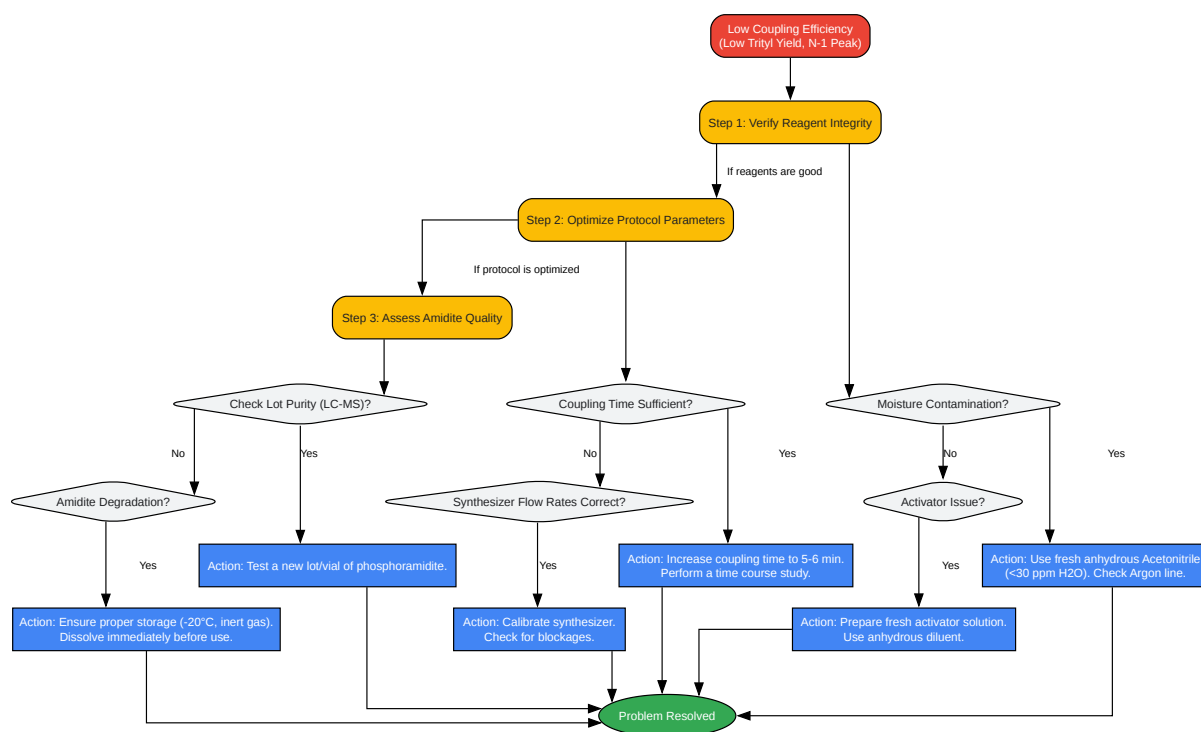 Low Coupling Efficiency
(Low Trityl Yield, N-1 Peak)
Step 1: Verify Reagent Integrity
If reagents are good
Step 2: Optimize Protocol Parameters
If protocol is optimized
Step 3: Assess Amidite Quality
Check Lot Purity (LC-MS)?
Coupling Time Sufficient?
Moisture Contamination?
No
Yes
No
Yes
No
Yes
Amidite Degradation?
Synthesizer Flow Rates Correct?
Activator Issue?
Yes
Action: Test a new lot/vial of phosphoramidite.
Yes
Action: Increase coupling time to 5-6 min.
Perform a time course study.
Yes
Action: Use fresh anhydrous Acetonitrile
(<30 ppm H2O). Check Argon line.
Action: Ensure proper storage (-20°C, inert gas).
Dissolve immediately before use.
Action: Calibrate synthesizer.
Check for blockages.
Action: Prepare fresh activator solution.
Use anhydrous diluent.
Problem Resolved